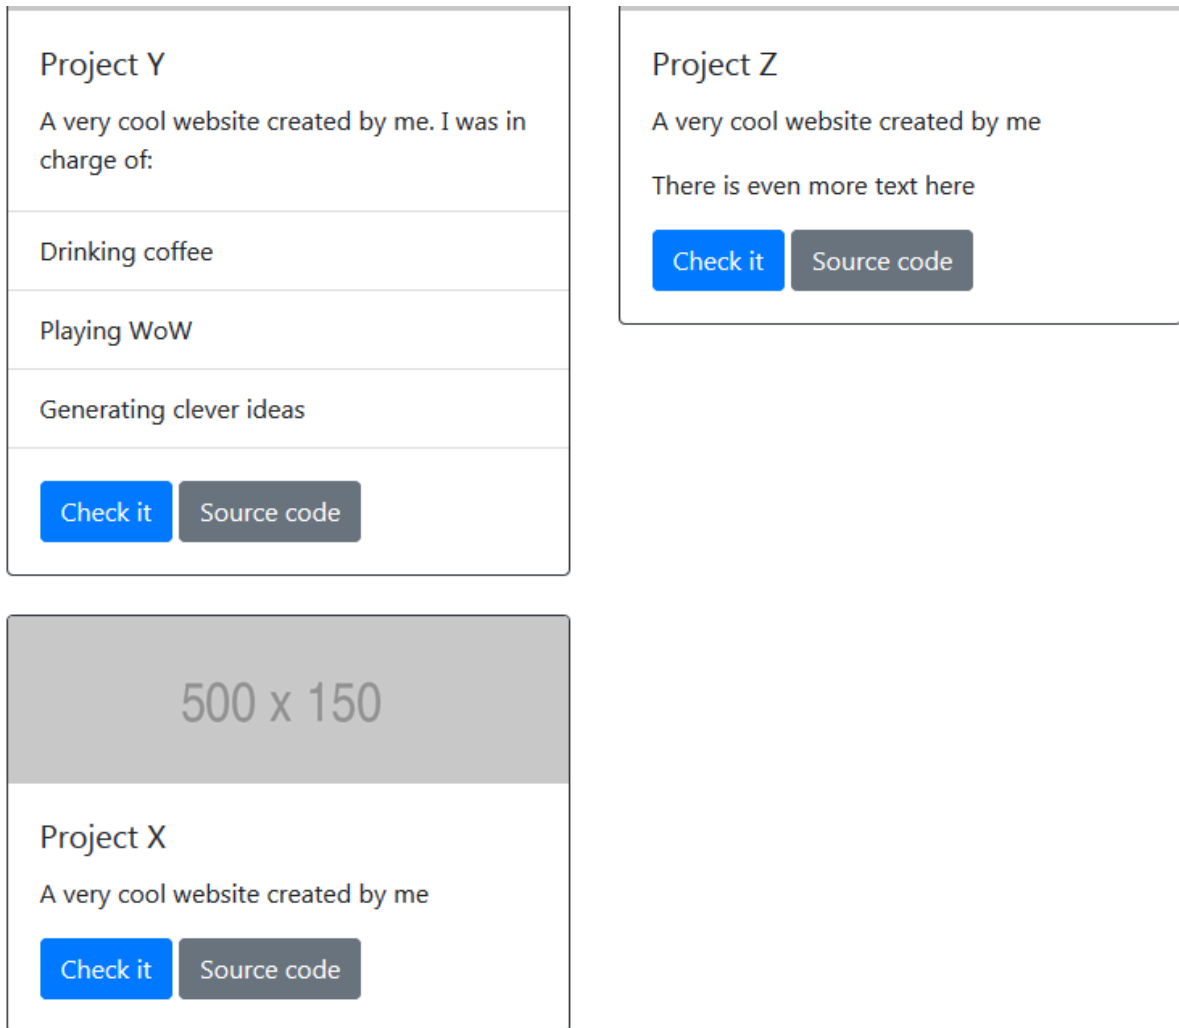 Project Y
A very cool website created by me. I was in
charge of:
Drinking coffee
Playing WoW
Generating clever ideas
Check it
Source code
Project Z
A very cool website created by me
There is even more text here
Check it
Source code
500 x 150
Project X
A very cool website created by me
Check it
Source code